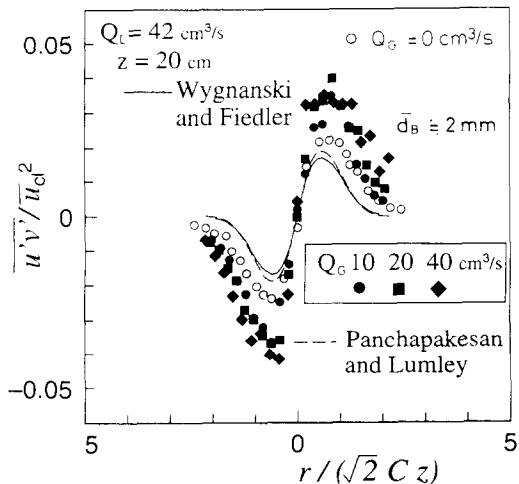 0.05
Q_L = 42 cm³/s
z = 20 cm
— Wygnanski
and Fiedler
○ Q_G = 0 cm³/s
d̄_B ≒ 2 mm
0
u'v'/u_cl²
Q_G 10 20 40 cm³/s
● ■ ◆
— — Panchapakesan
and Lumley
−0.05
5 0 5
r / (√2 C z)